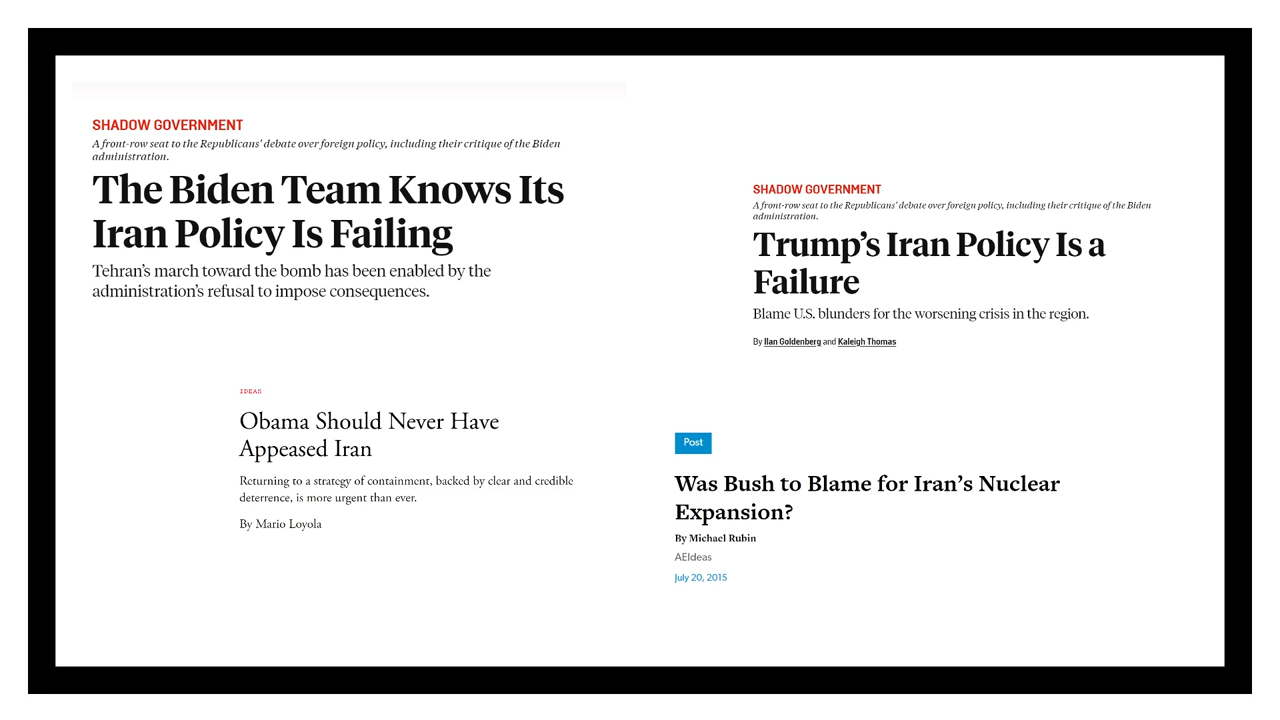 SHADOW GOVERNMENT
A front-row seat to the Republicans' debate over foreign policy, including their critique of the Biden
administration.
The Biden Team Knows Its
Iran Policy Is Failing
Tehran's march toward the bomb has been enabled by the
administration's refusal to impose consequences.
SHADOW GOVERNMENT
A front-row seat to the Republicans' debate over foreign policy, including their critique of the Biden
administration.
Trump's Iran Policy Is a
Failure
Blame U.S. blunders for the worsening crisis in the region.
By Ilan Goldenberg and Kaleigh Thomas
IDEAS
Obama Should Never Have
Appeased Iran
Returning to a strategy of containment, backed by clear and credible
deterrence, is more urgent than ever.
By Mario Loyola
Post
Was Bush to Blame for Iran's Nuclear
Expansion?
By Michael Rubin
AEIdeas
July 20, 2015